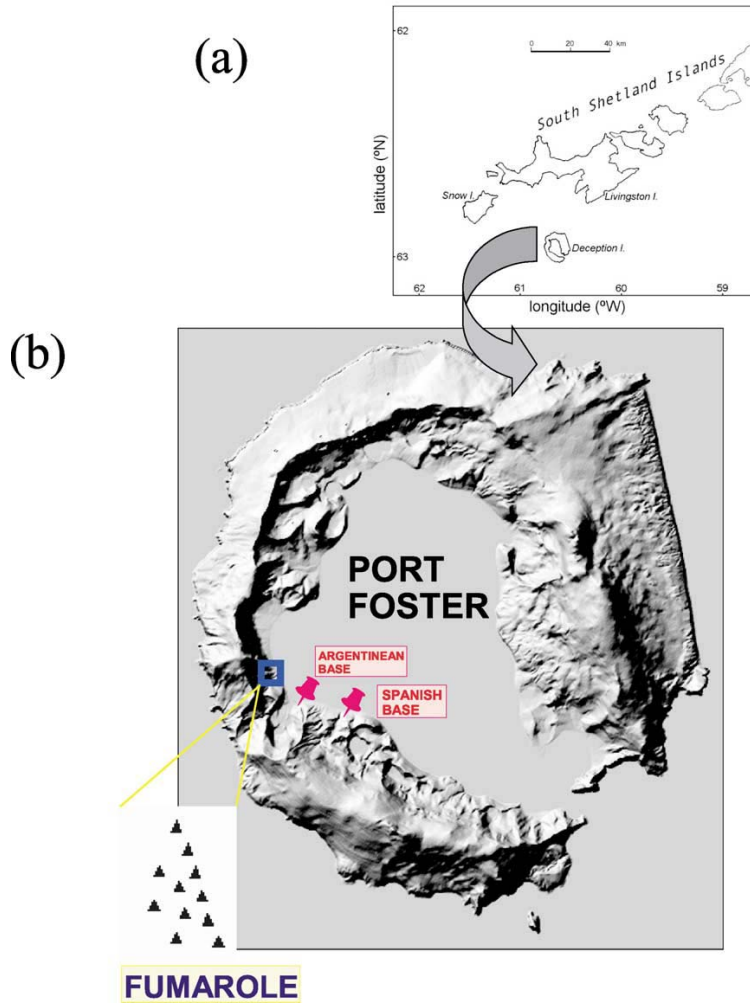 (a)
62
0 20 40 km
South Shetland Islands
latitude (ºN)
Snow I.
Livingston I.
Deception I.
63
62 61 60 59
longitude (ºW)
(b)
PORT
FOSTER
ARGENTINEAN
BASE
SPANISH
BASE
FUMAROLE